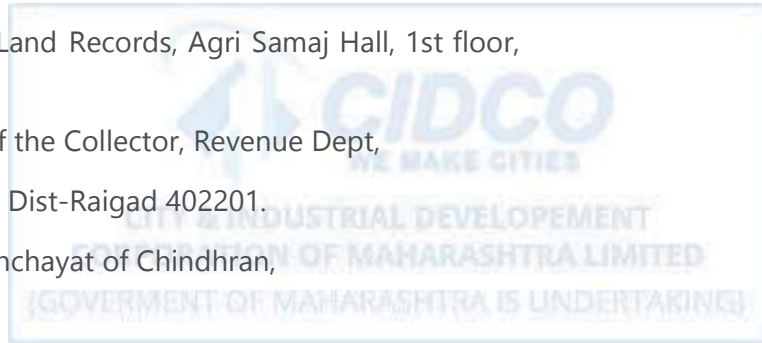 Land Records, Agri Samaj Hall, 1st floor,
f the Collector, Revenue Dept,
Dist-Raigad 402201.
nchayat of Chindhran,
CIDCO
WE MAKE CITIES
CITY & INDUSTRIAL DEVELOPEMENT
CORPORATION OF MAHARASHTRA LIMITED
(GOVERMENT OF MAHARASHTRA IS UNDERTAKING)